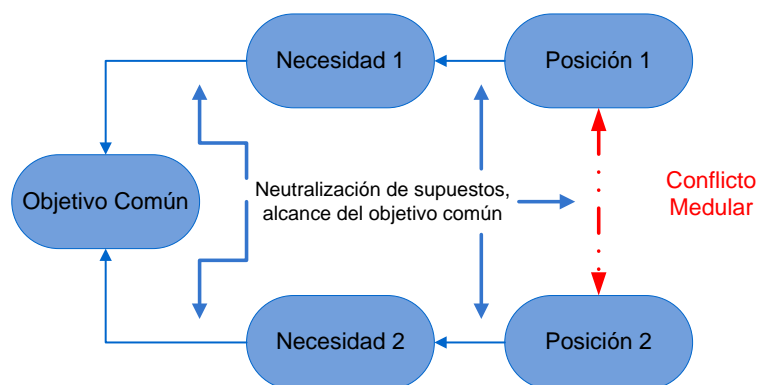 Necesidad 1
Posición 1
Objetivo Común
Neutralización de supuestos,
alcance del objetivo común
Conflicto
Medular
Necesidad 2
Posición 2